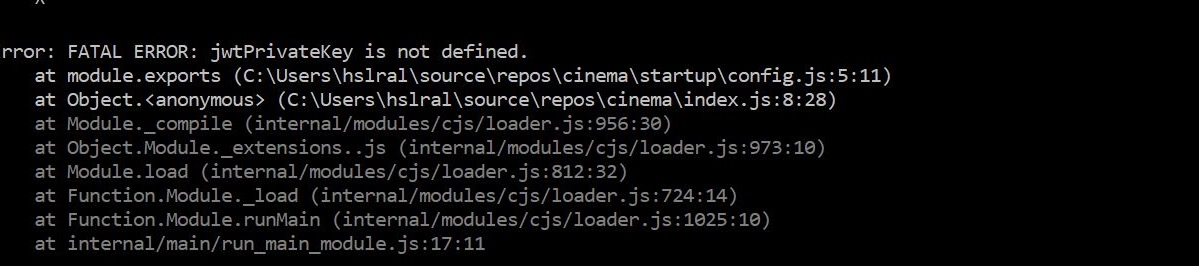 ^
rror: FATAL ERROR: jwtPrivateKey is not defined.
at module.exports (C:\Users\hslral\source\repos\cinema\startup\config.js:5:11)
at Object.<anonymous> (C:\Users\hslral\source\repos\cinema\index.js:8:28)
at Module._compile (internal/modules/cjs/loader.js:956:30)
at Object.Module._extensions..js (internal/modules/cjs/loader.js:973:10)
at Module.load (internal/modules/cjs/loader.js:812:32)
at Function.Module._load (internal/modules/cjs/loader.js:724:14)
at Function.Module.runMain (internal/modules/cjs/loader.js:1025:10)
at internal/main/run_main_module.js:17:11